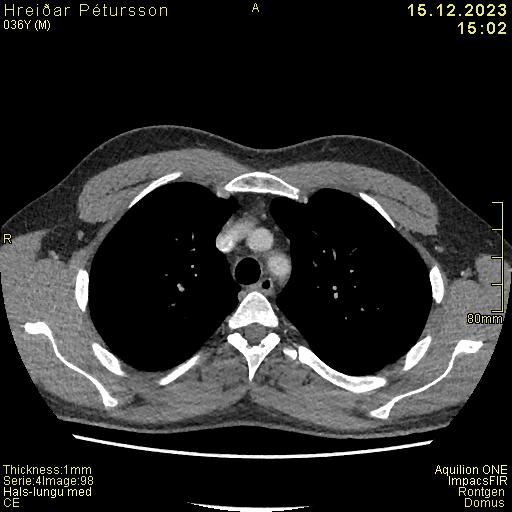 Hreiðar Pétursson
036Y (M)
A
15.12.2023
15:02
R
80mm
Thickness:1mm
Serie:4Image:98
Hals-lungu med
CE
Aquilion ONE
ImpacsFIR
Rontgen
Domus